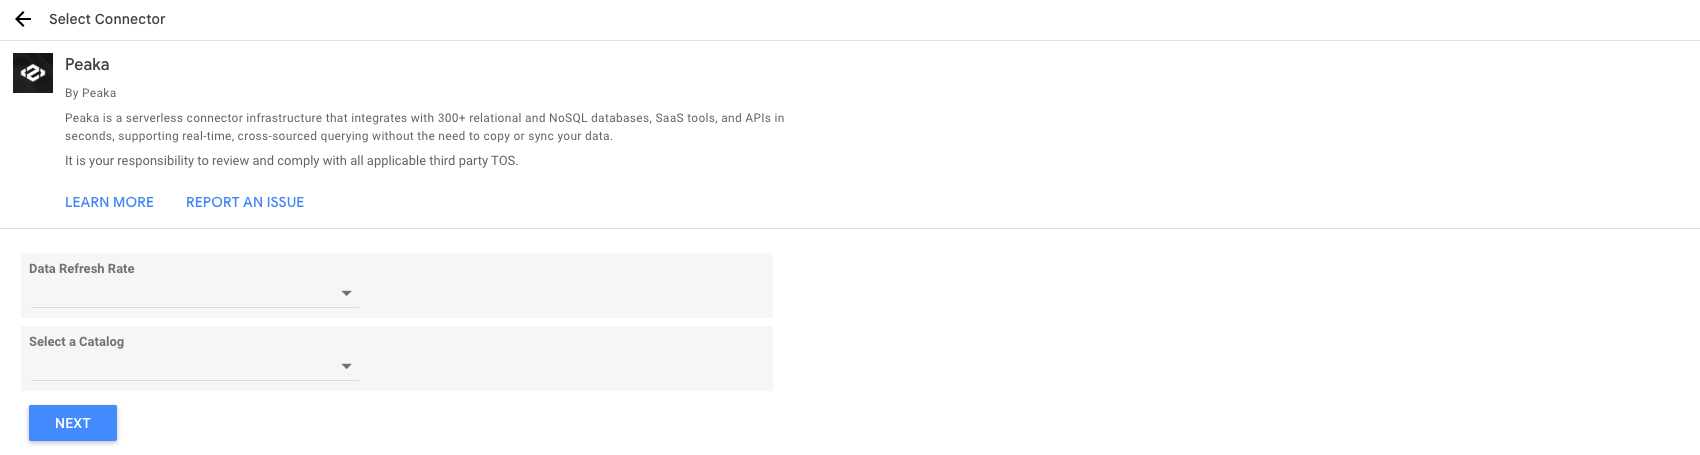 Select Connector
Peaka
By Peaka
Peaka is a serverless connector infrastructure that integrates with 300+ relational and NoSQL databases, SaaS tools, and APIs in
seconds, supporting real-time, cross-sourced querying without the need to copy or sync your data.
It is your responsibility to review and comply with all applicable third party TOS.
LEARN MORE REPORT AN ISSUE
Data Refresh Rate
Select a Catalog
NEXT